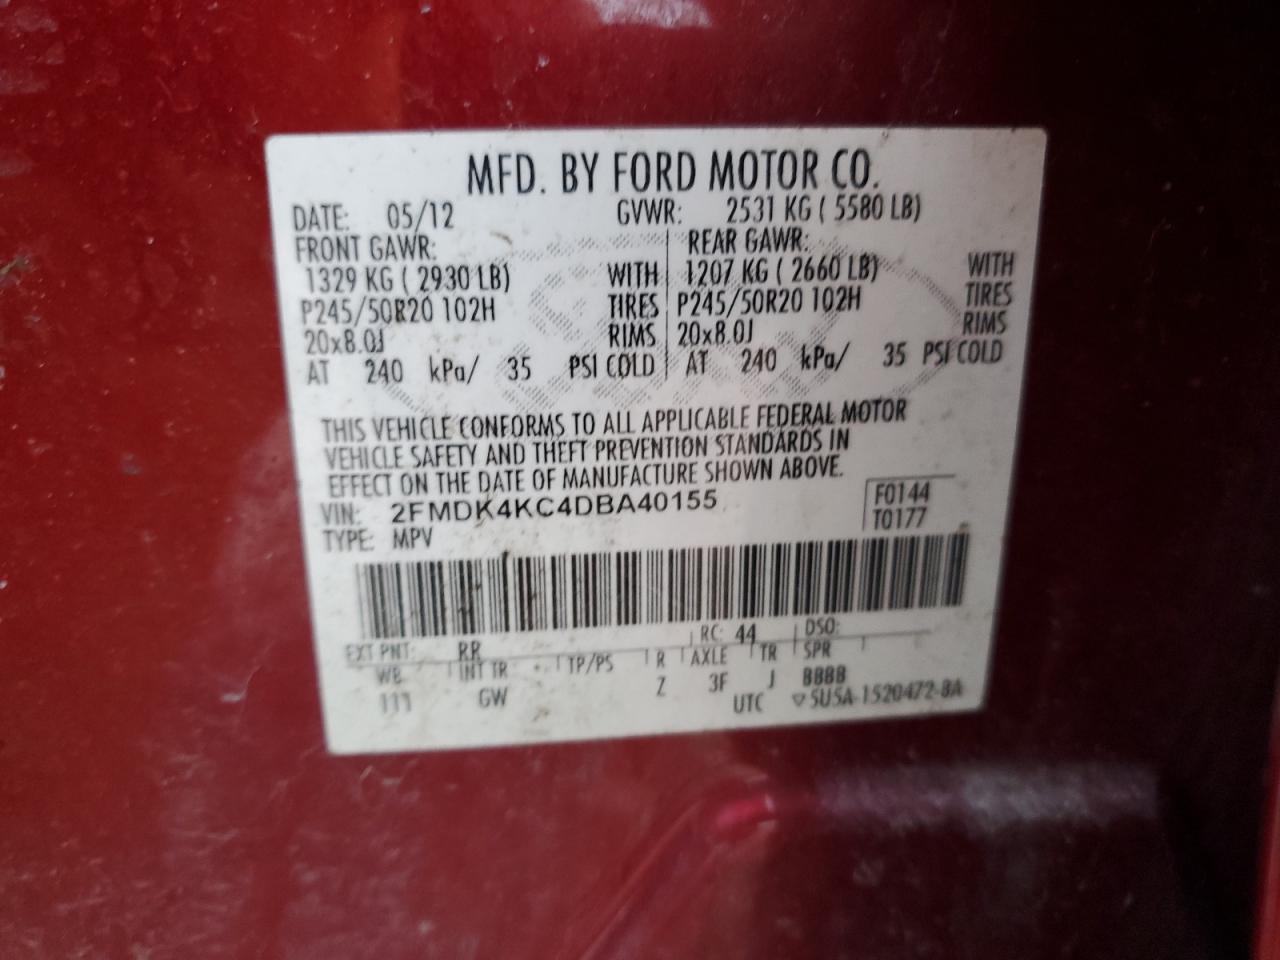 MFD. BY FORD MOTOR CO.
DATE: 05/12 GVWR: 2531 KG ( 5580 LB)
FRONT GAWR: REAR GAWR:
1329 KG ( 2930 LB) WITH 1207 KG ( 2660 LB) WITH
P245/50R20 102H TIRES P245/50R20 102H TIRES
20x8.0J RIMS 20x8.0J RIMS
AT 240 kPa/ 35 PSI COLD AT 240 kPa/ 35 PSI COLD
THIS VEHICLE CONFORMS TO ALL APPLICABLE FEDERAL MOTOR
VEHICLE SAFETY AND THEFT PREVENTION STANDARDS IN
EFFECT ON THE DATE OF MANUFACTURE SHOWN ABOVE.
VIN: 2FMDK4KC4DBA40155 F0144
TYPE: MPV T0177
EXT PNT: RR RC: 44 DSO:
WB INT TR TP/PS R AXLE TR SPR
111 GW Z 3F J BBBB
UTC ▽5U5A-1520472-BA